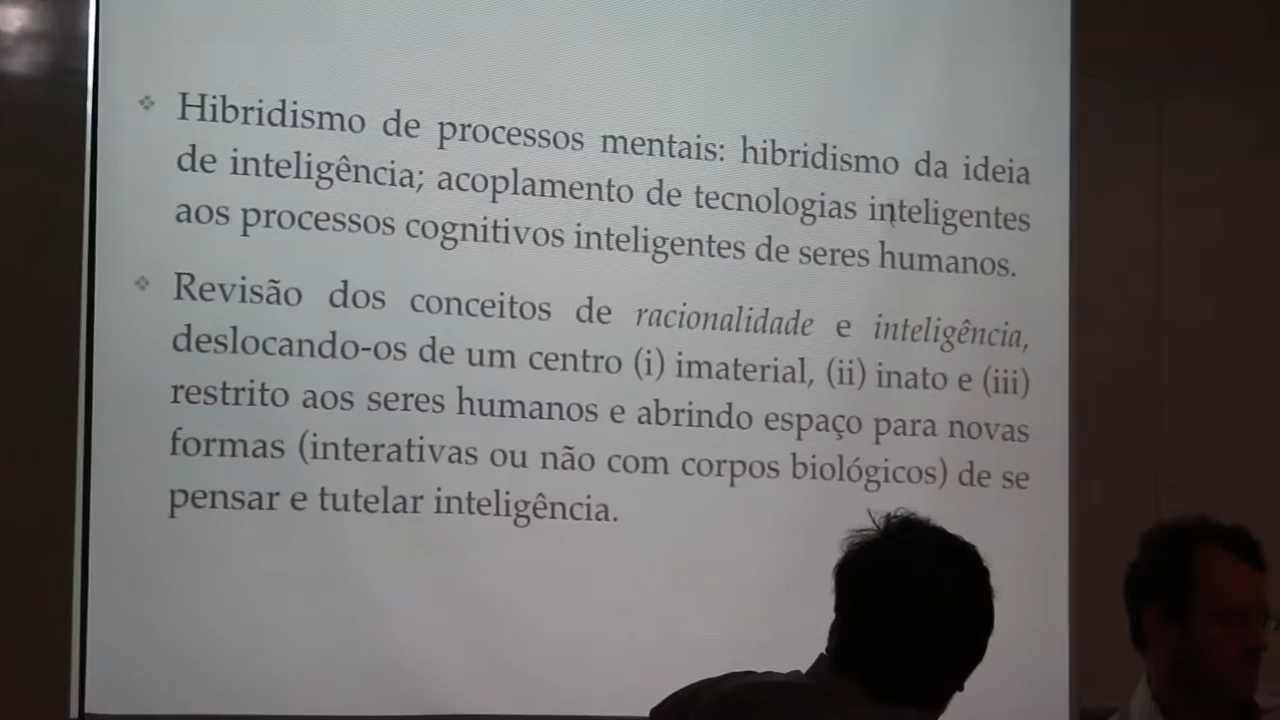 Hibridismo de processos mentais: hibridismo da ideia
de inteligência; acoplamento de tecnologias inteligentes
aos processos cognitivos inteligentes de seres humanos.
Revisão dos conceitos de racionalidade e inteligência,
deslocando-os de um centro (i) imaterial, (ii) inato e (iii)
restrito aos seres humanos e abrindo espaço para novas
formas (interativas ou não com corpos biológicos) de se
pensar e tutelar inteligência.